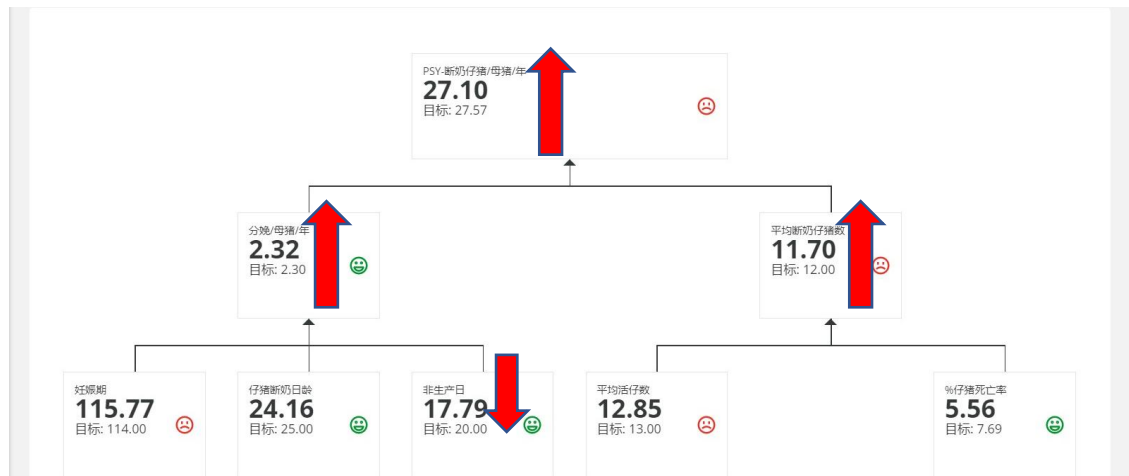 PSY-断奶仔猪/母猪/年
27.10
目标: 27.57
分娩/母猪/年
2.32
目标: 2.30
平均断奶仔猪数
11.70
目标: 12.00
妊娠期
115.77
目标: 114.00
仔猪断奶日龄
24.16
目标: 25.00
非生产日
17.79
目标: 20.00
平均活仔数
12.85
目标: 13.00
%仔猪死亡率
5.56
目标: 7.69